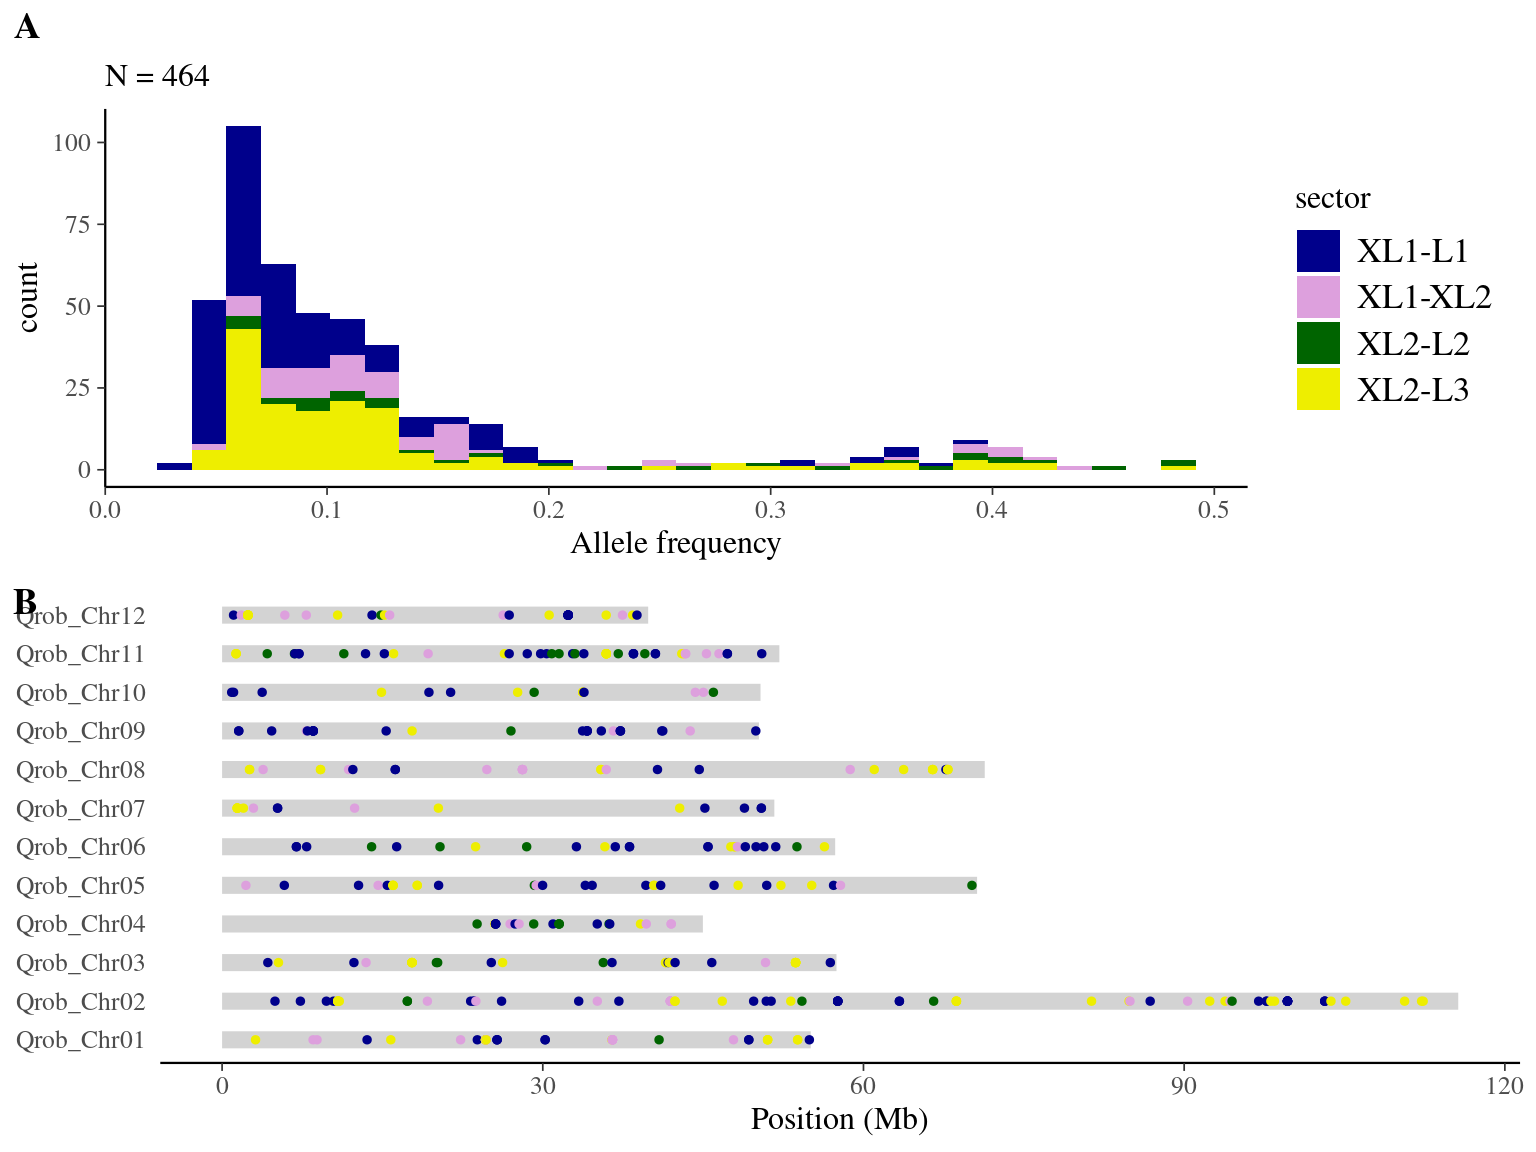 A
N = 464
100
75
50
25
0
count
0.0 0.1 0.2 0.3 0.4 0.5
Allele frequency
sector
XL1-L1
XL1-XL2
XL2-L2
XL2-L3
B
Qrob_Chr12
Qrob_Chr11
Qrob_Chr10
Qrob_Chr09
Qrob_Chr08
Qrob_Chr07
Qrob_Chr06
Qrob_Chr05
Qrob_Chr04
Qrob_Chr03
Qrob_Chr02
Qrob_Chr01
0 30 60 90 120
Position (Mb)